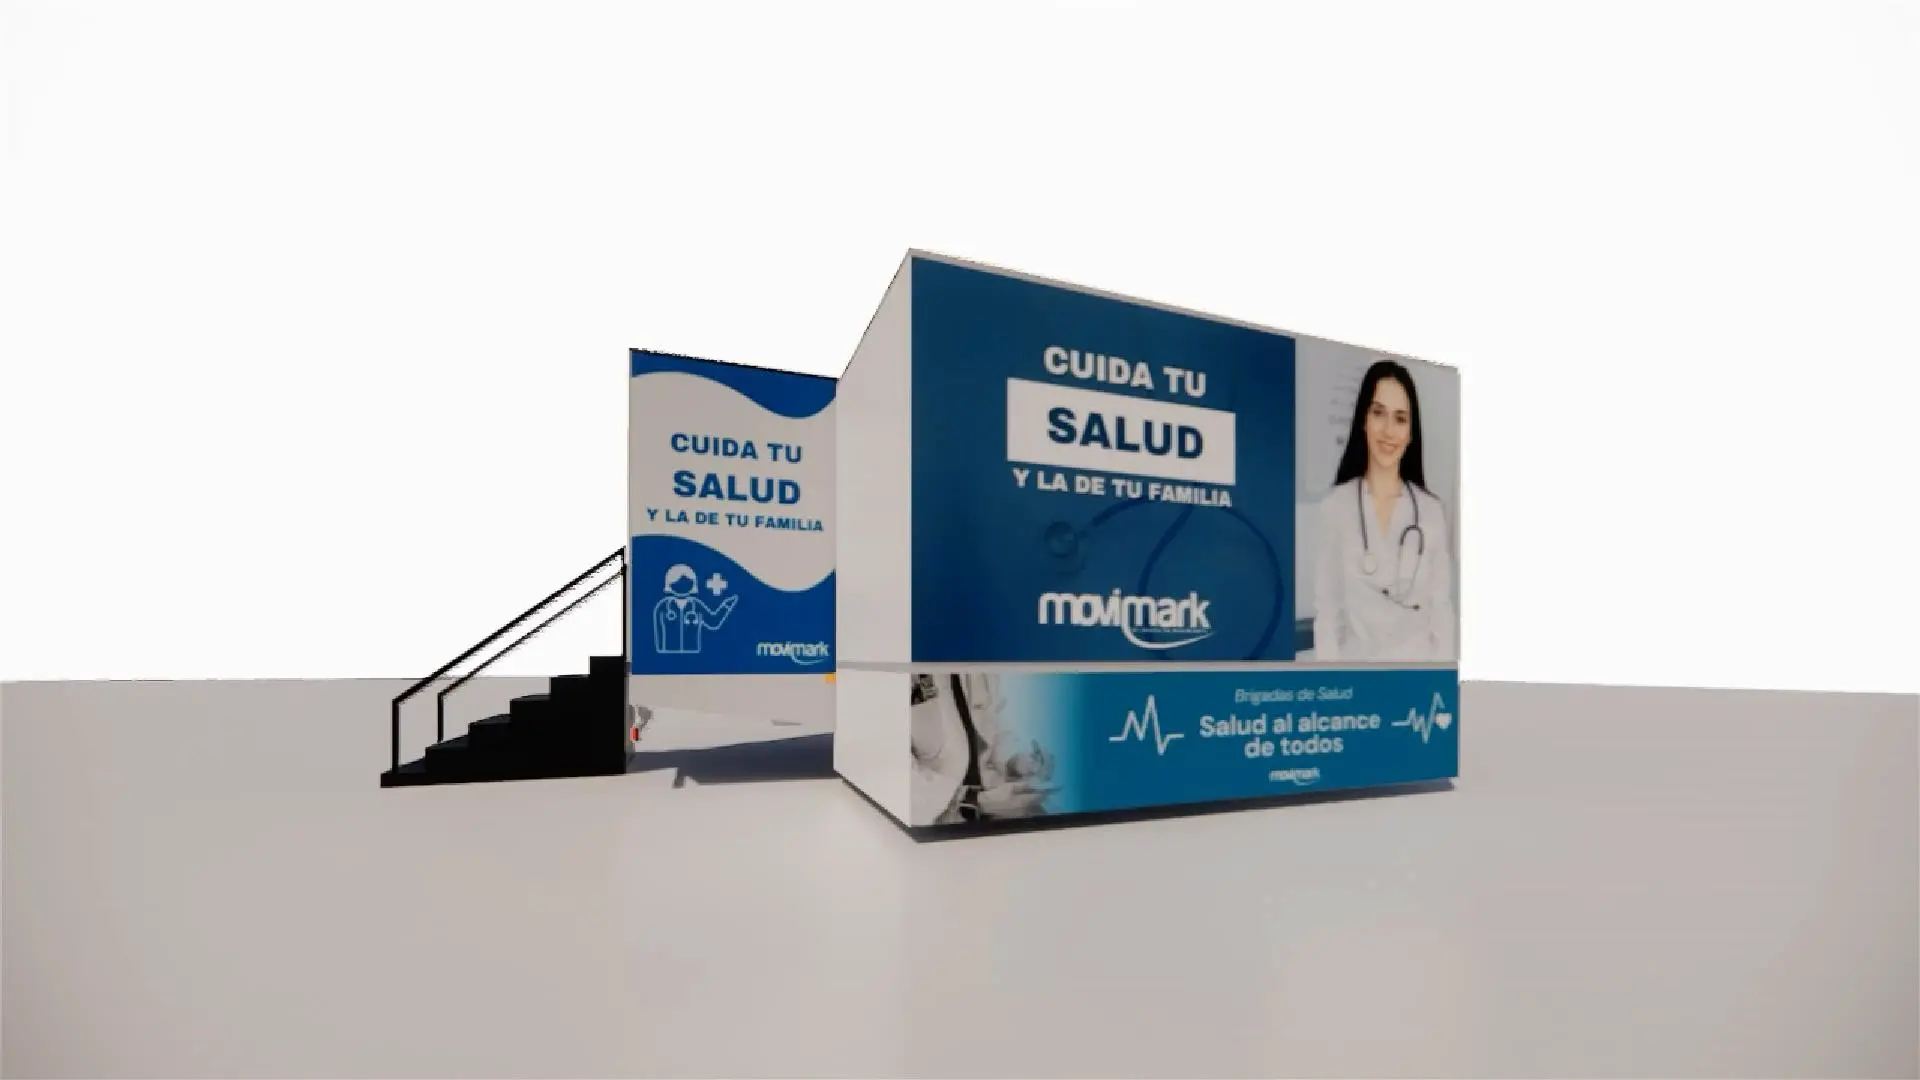 CUIDA TU
SALUD
Y LA DE TU FAMILIA
movimark
CUIDA TU
SALUD
Y LA DE TU FAMILIA
movimark
Brigadas de Salud
Salud al alcance
de todos
movimark